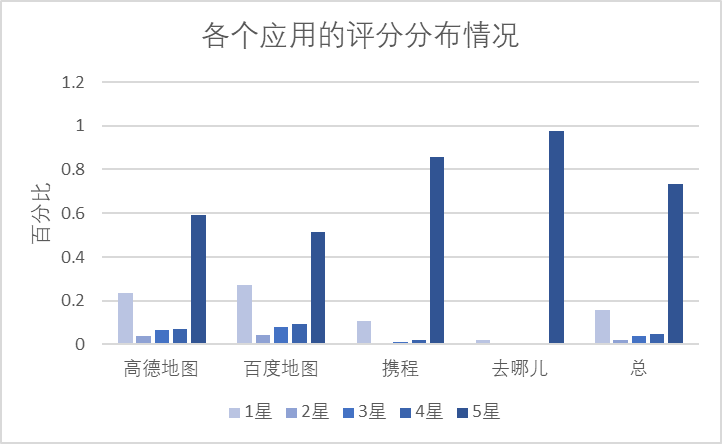 各个应用的评分分布情况
1.2
1
0.8
0.6
0.4
0.2
0
百分比
高德地图 百度地图 携程 去哪儿 总
1星 2星 3星 4星 5星